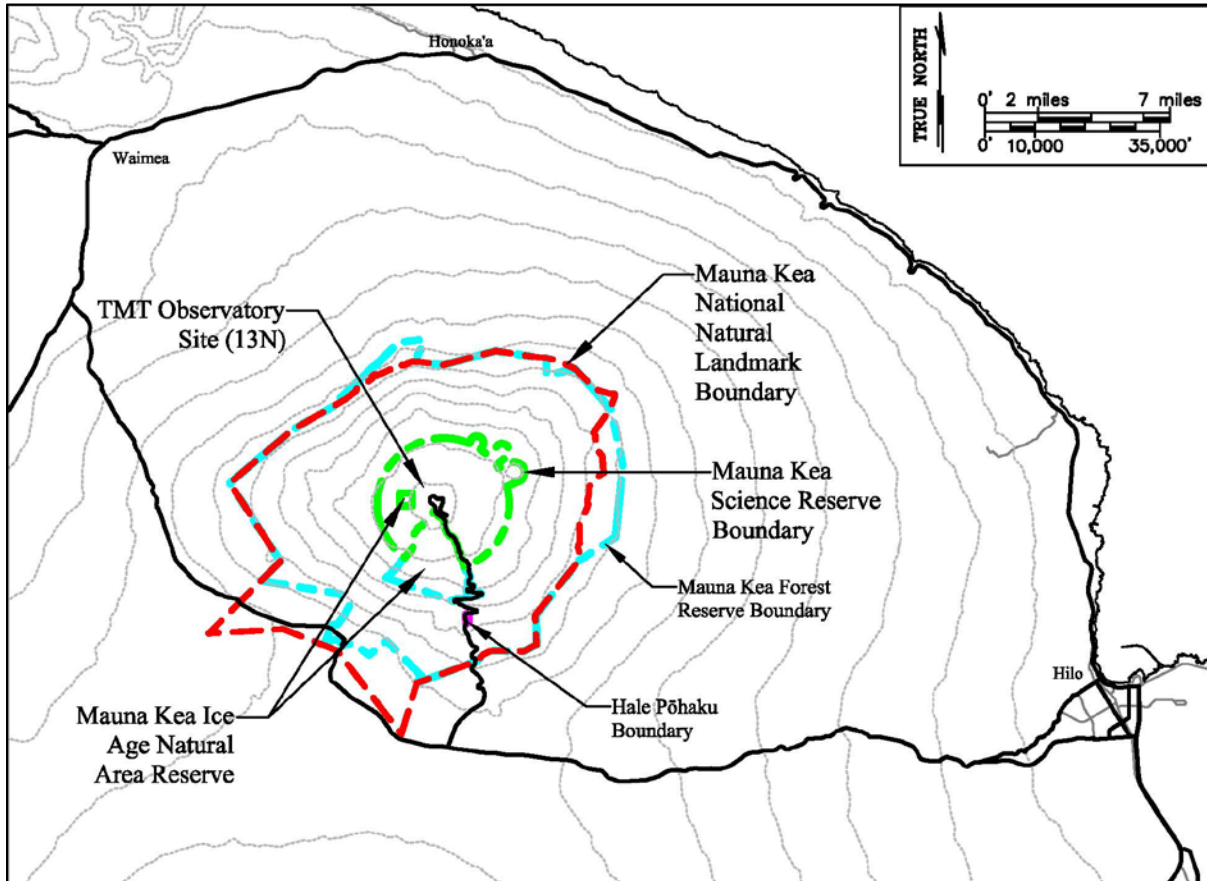 Honoka'a
TRUE NORTH
0' 2 miles 7 miles
0' 10,000 35,000'
Waimea
TMT Observatory
Site (13N)
Mauna Kea
National
Natural
Landmark
Boundary
Mauna Kea
Science Reserve
Boundary
Mauna Kea Forest
Reserve Boundary
Hilo
Hale Pōhaku
Boundary
Mauna Kea Ice
Age Natural
Area Reserve